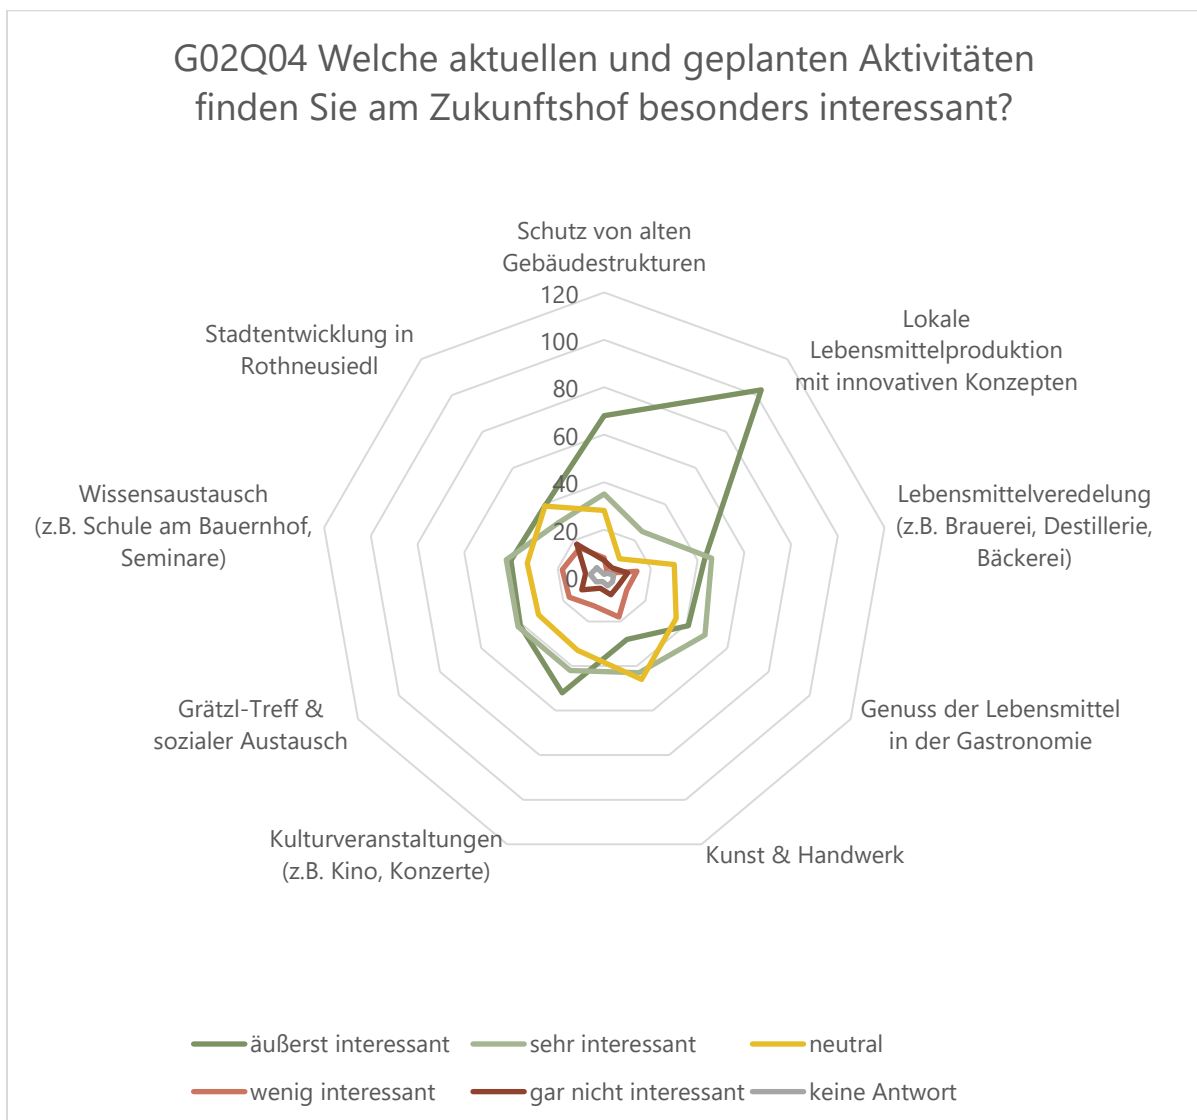 G02Q04 Welche aktuellen und geplanten Aktivitäten
finden Sie am Zukunftshof besonders interessant?
Schutz von alten
Gebäudestrukturen
120
100
80
60
40
20
0
Lokale
Lebensmittelproduktion
mit innovativen Konzepten
Lebensmittelveredelung
(z.B. Brauerei, Destillerie,
Bäckerei)
Genuss der Lebensmittel
in der Gastronomie
Kunst & Handwerk
Kulturveranstaltungen
(z.B. Kino, Konzerte)
Grätzl-Treff &
sozialer Austausch
Wissensaustausch
(z.B. Schule am Bauernhof,
Seminare)
Stadtentwicklung in
Rothneusiedl
äußerst interessant
sehr interessant
neutral
wenig interessant
gar nicht interessant
keine Antwort